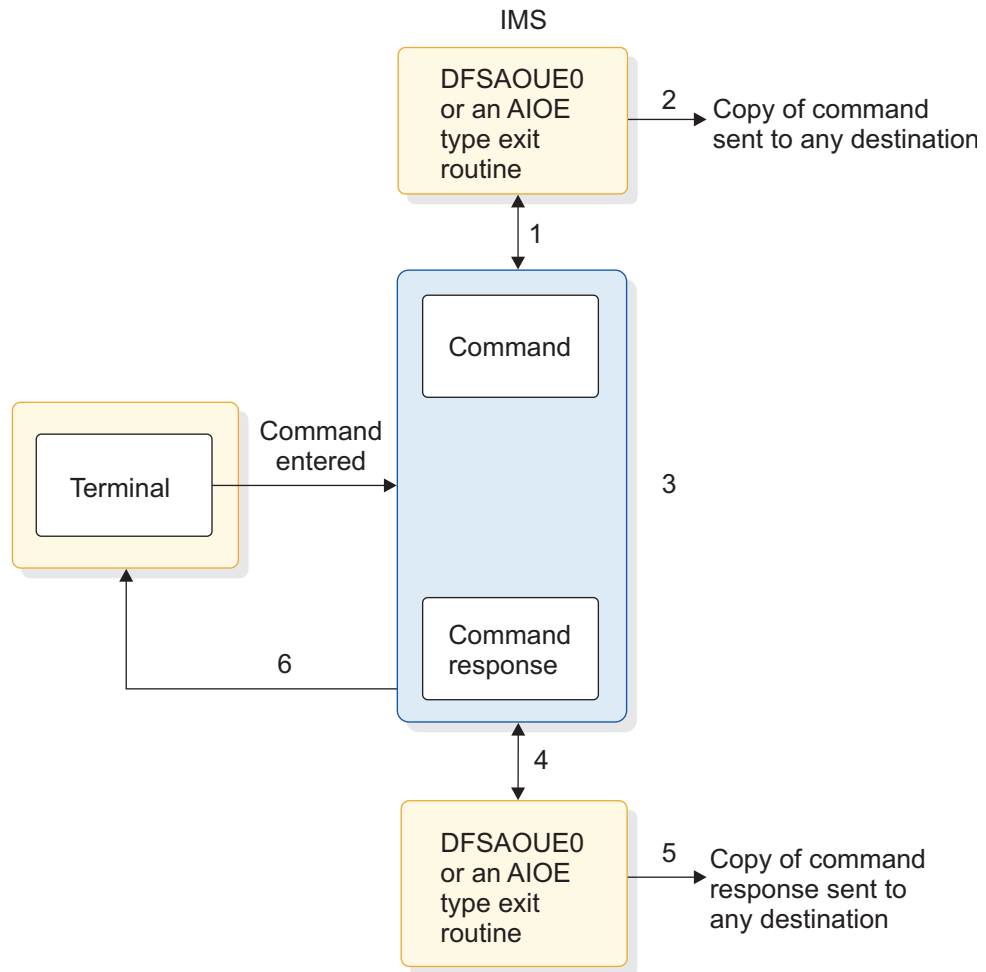 IMS
DFSAOUE0
or an AIOE
type exit
routine
2
Copy of command
sent to any destination
1
Command
Command
entered
Terminal
3
Command
response
6
4
DFSAOUE0
or an AIOE
type exit
routine
5
Copy of command
response sent to
any destination